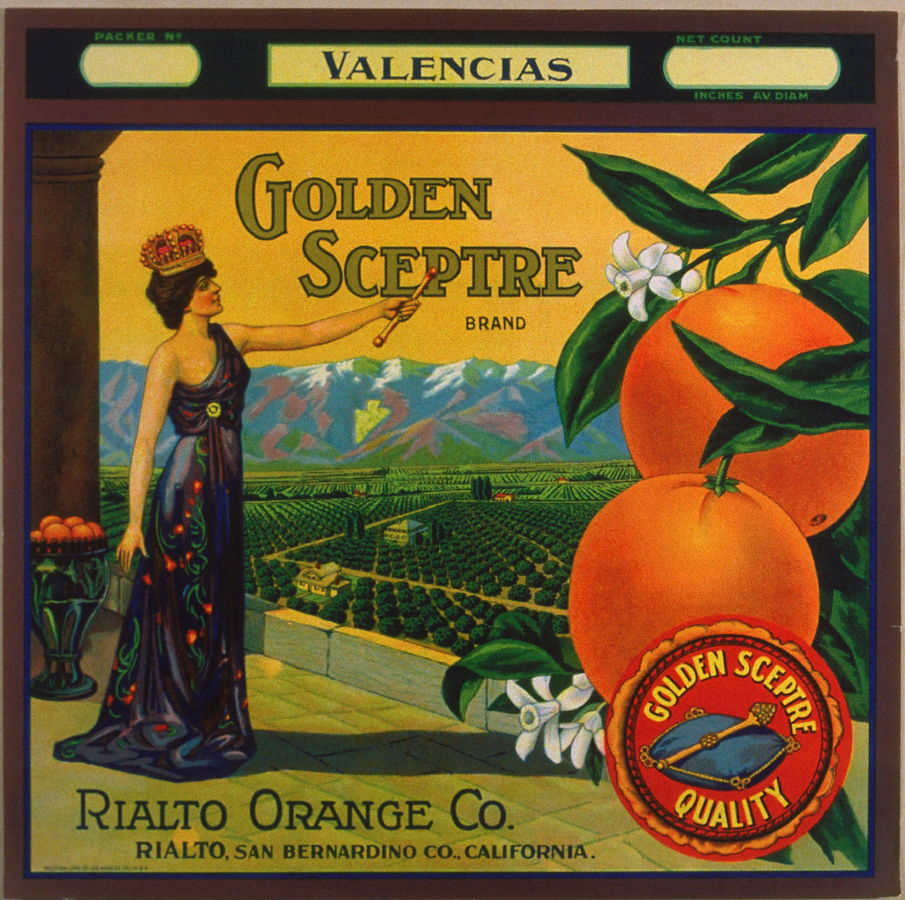 PACKER Nº
VALENCIAS
NET COUNT
INCHES AV. DIAM.
GOLDEN
SCEPTRE
BRAND
GOLDEN SCEPTRE
QUALITY
RIALTO ORANGE CO.
RIALTO, SAN BERNARDINO CO., CALIFORNIA.